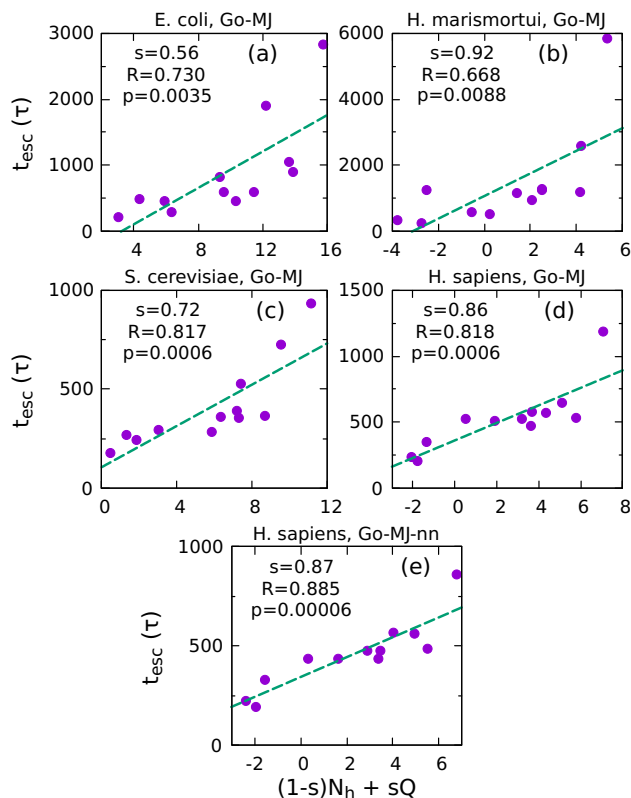 E. coli, Go-MJ
H. marismortui, Go-MJ
3000
2000
1000
0
t_esc (τ)
s=0.56
R=0.730
p=0.0035
(a)
4
8
12
16
6000
4000
2000
0
s=0.92
R=0.668
p=0.0088
(b)
-4
-2
0
2
4
6
S. cerevisiae, Go-MJ
H. sapiens, Go-MJ
1000
500
0
t_esc (τ)
s=0.72
R=0.817
p=0.0006
(c)
0
4
8
12
1500
1000
500
0
s=0.86
R=0.818
p=0.0006
(d)
-2
0
2
4
6
H. sapiens, Go-MJ-nn
1000
500
0
t_esc (τ)
s=0.87
R=0.885
p=0.00006
(e)
-2
0
2
4
6
(1-s)N_h + sQ